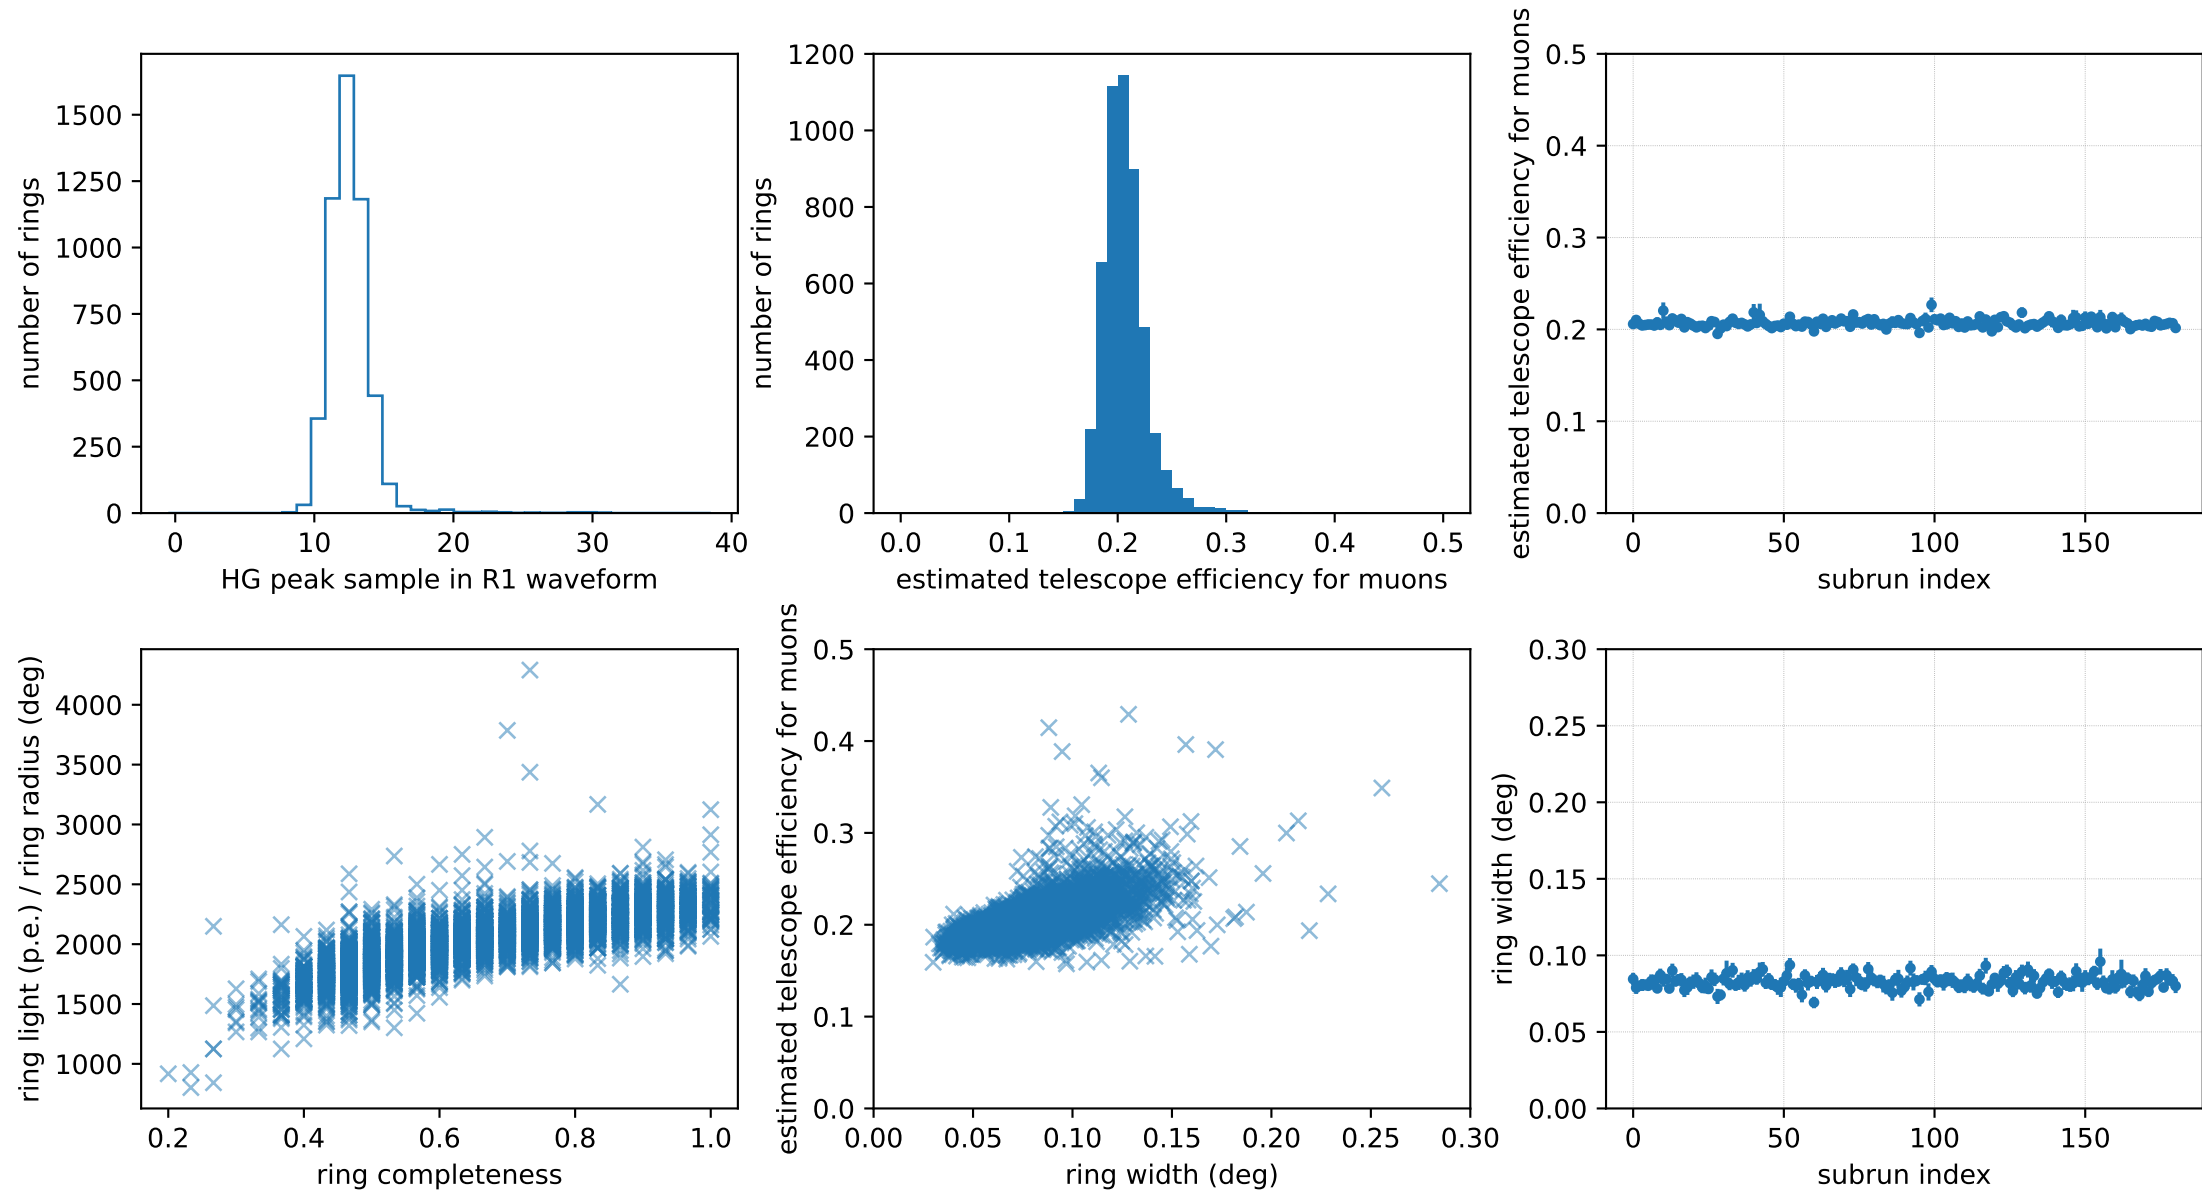 number of rings
1500
1250
1000
750
500
250
0
0 10 20 30 40
HG peak sample in R1 waveform
number of rings
1200
1000
800
600
400
200
0
0.0 0.1 0.2 0.3 0.4 0.5
estimated telescope efficiency for muons
estimated telescope efficiency for muons
0.5
0.4
0.3
0.2
0.1
0.0
0 50 100 150
subrun index
ring light (p.e.) / ring radius (deg)
4000
3500
3000
2500
2000
1500
1000
0.2 0.4 0.6 0.8 1.0
ring completeness
estimated telescope efficiency for muons
0.5
0.4
0.3
0.2
0.1
0.0
0.00 0.05 0.10 0.15 0.20 0.25 0.30
ring width (deg)
ring width (deg)
0.30
0.25
0.20
0.15
0.10
0.05
0.00
0 50 100 150
subrun index